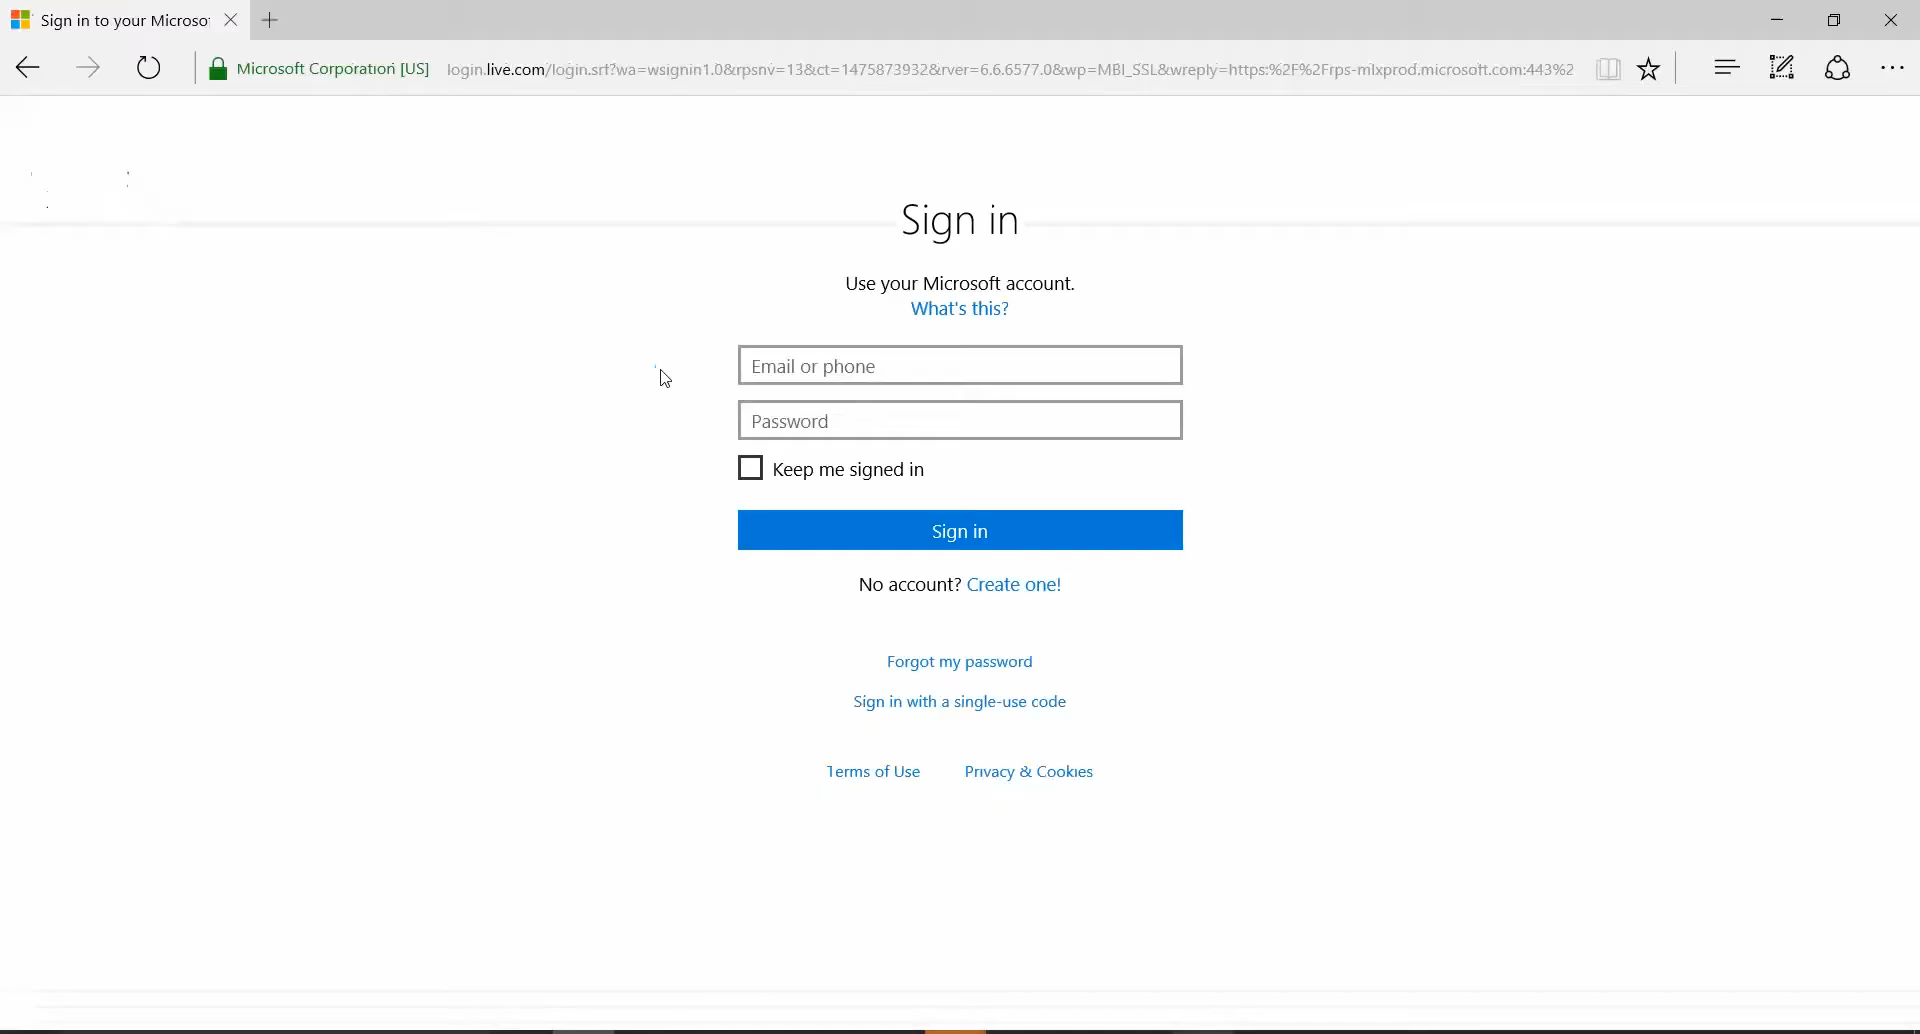 Sign in to your Microso
Microsoft Corporation [US] login.live.com/login.srf?wa=wsignin1.0&rpsnv=13&ct=1475873932&rver=6.6.6577.0&wp=MBI_SSL&wreply=https:%2F%2Frps-mlxprod.microsoft.com:443%2
Sign in
Use your Microsoft account.
What's this?
Email or phone
Password
Keep me signed in
Sign in
No account? Create one!
Forgot my password
Sign in with a single-use code
Terms of Use Privacy & Cookies